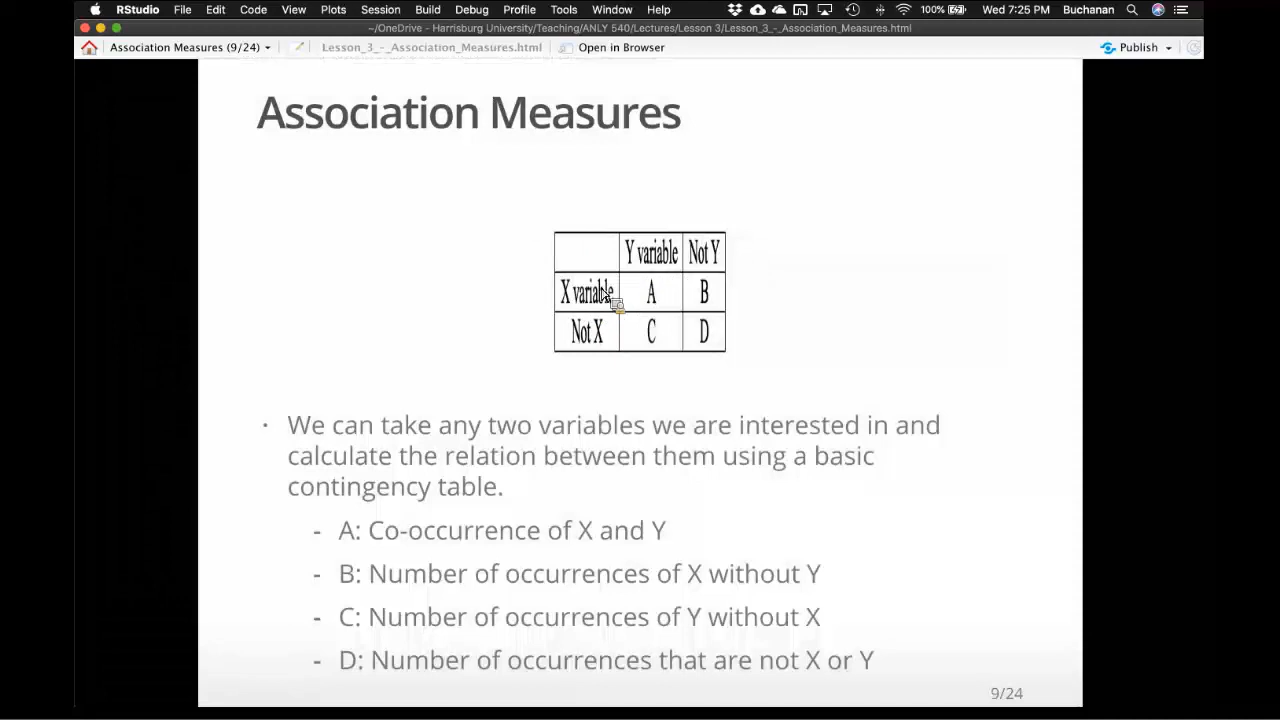 RStudio File Edit Code View Plots Session Build Debug Profile Tools Window Help 100% Wed 7:25 PM Buchanan
~/OneDrive - Harrisburg University/Teaching/ANLY 540/Lectures/Lesson 3/Lesson_3_-_Association_Measures.html
Association Measures (9/24) Lesson_3_-_Association_Measures.html Open in Browser Publish
Association Measures
Y variable Not Y
X variable A B
Not X C D
· We can take any two variables we are interested in and
calculate the relation between them using a basic
contingency table.
- A: Co-occurrence of X and Y
- B: Number of occurrences of X without Y
- C: Number of occurrences of Y without X
- D: Number of occurrences that are not X or Y
9/24